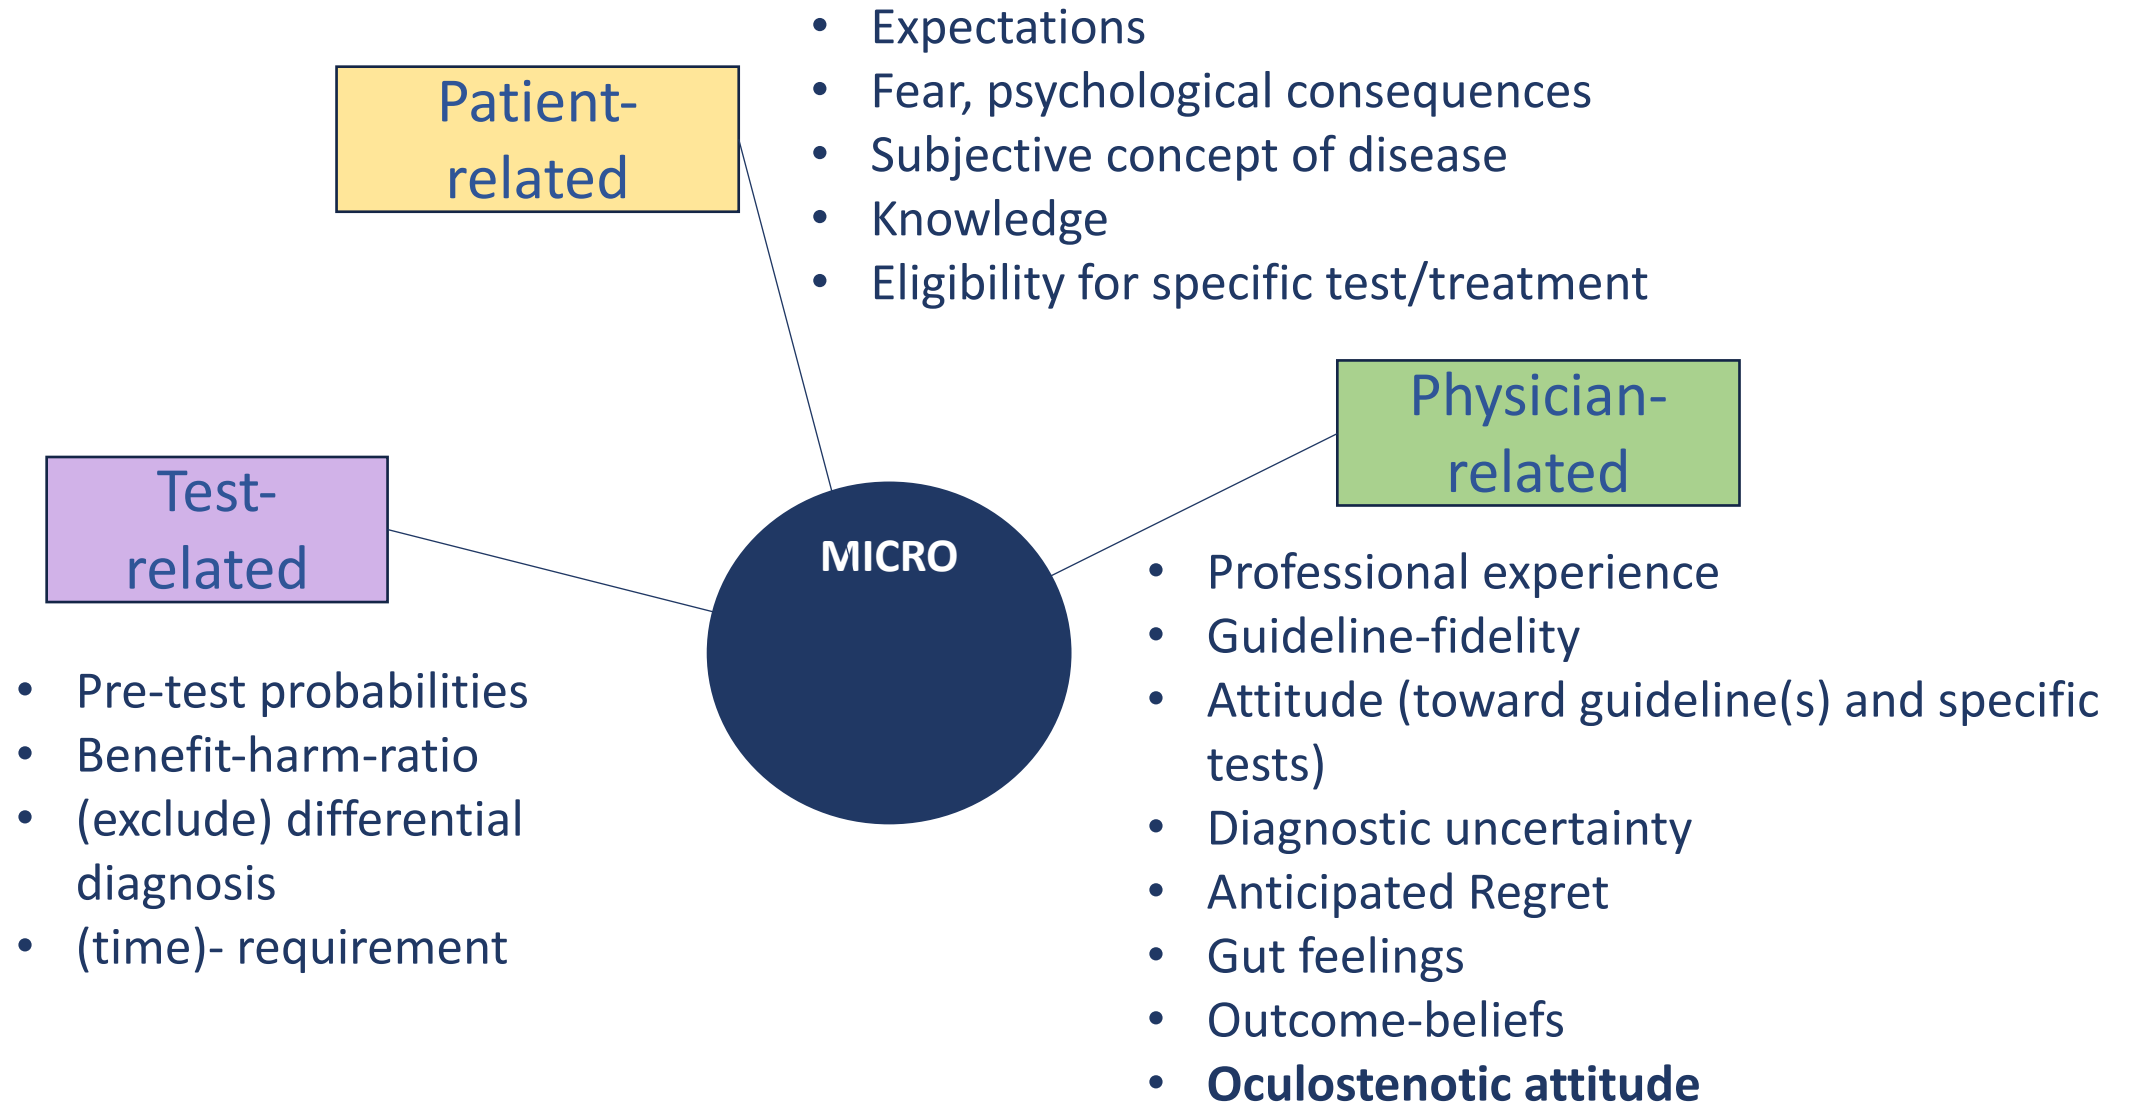 Patient-
related
• Expectations
• Fear, psychological consequences
• Subjective concept of disease
• Knowledge
• Eligibility for specific test/treatment
Test-
related
• Pre-test probabilities
• Benefit-harm-ratio
• (exclude) differential
diagnosis
• (time)- requirement
MICRO
Physician-
related
• Professional experience
• Guideline-fidelity
• Attitude (toward guideline(s) and specific
tests)
• Diagnostic uncertainty
• Anticipated Regret
• Gut feelings
• Outcome-beliefs
• Oculostenotic attitude